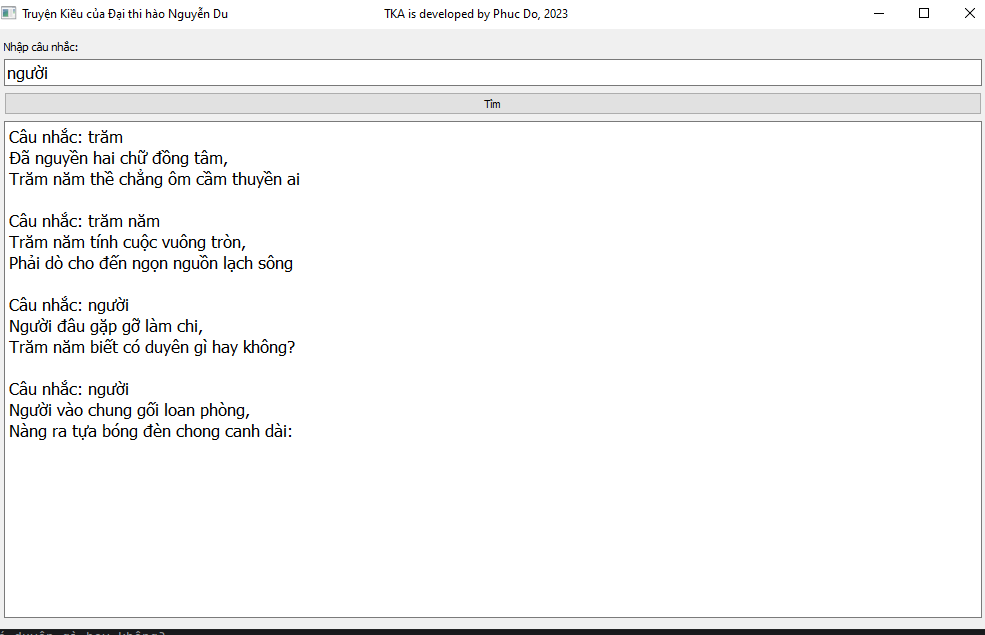 Truyện Kiều của Đại thi hào Nguyễn Du TKA is developed by Phuc Do, 2023
Nhập câu nhắc:
người
Tìm
Câu nhắc: trăm
Đã nguyền hai chữ đồng tâm,
Trăm năm thề chẳng ôm cầm thuyền ai
Câu nhắc: trăm năm
Trăm năm tính cuộc vuông tròn,
Phải dò cho đến ngọn nguồn lạch sông
Câu nhắc: người
Người đâu gặp gỡ làm chi,
Trăm năm biết có duyên gì hay không?
Câu nhắc: người
Người vào chung gối loan phòng,
Nàng ra tựa bóng đèn chong canh dài:
duyên gì hay không?